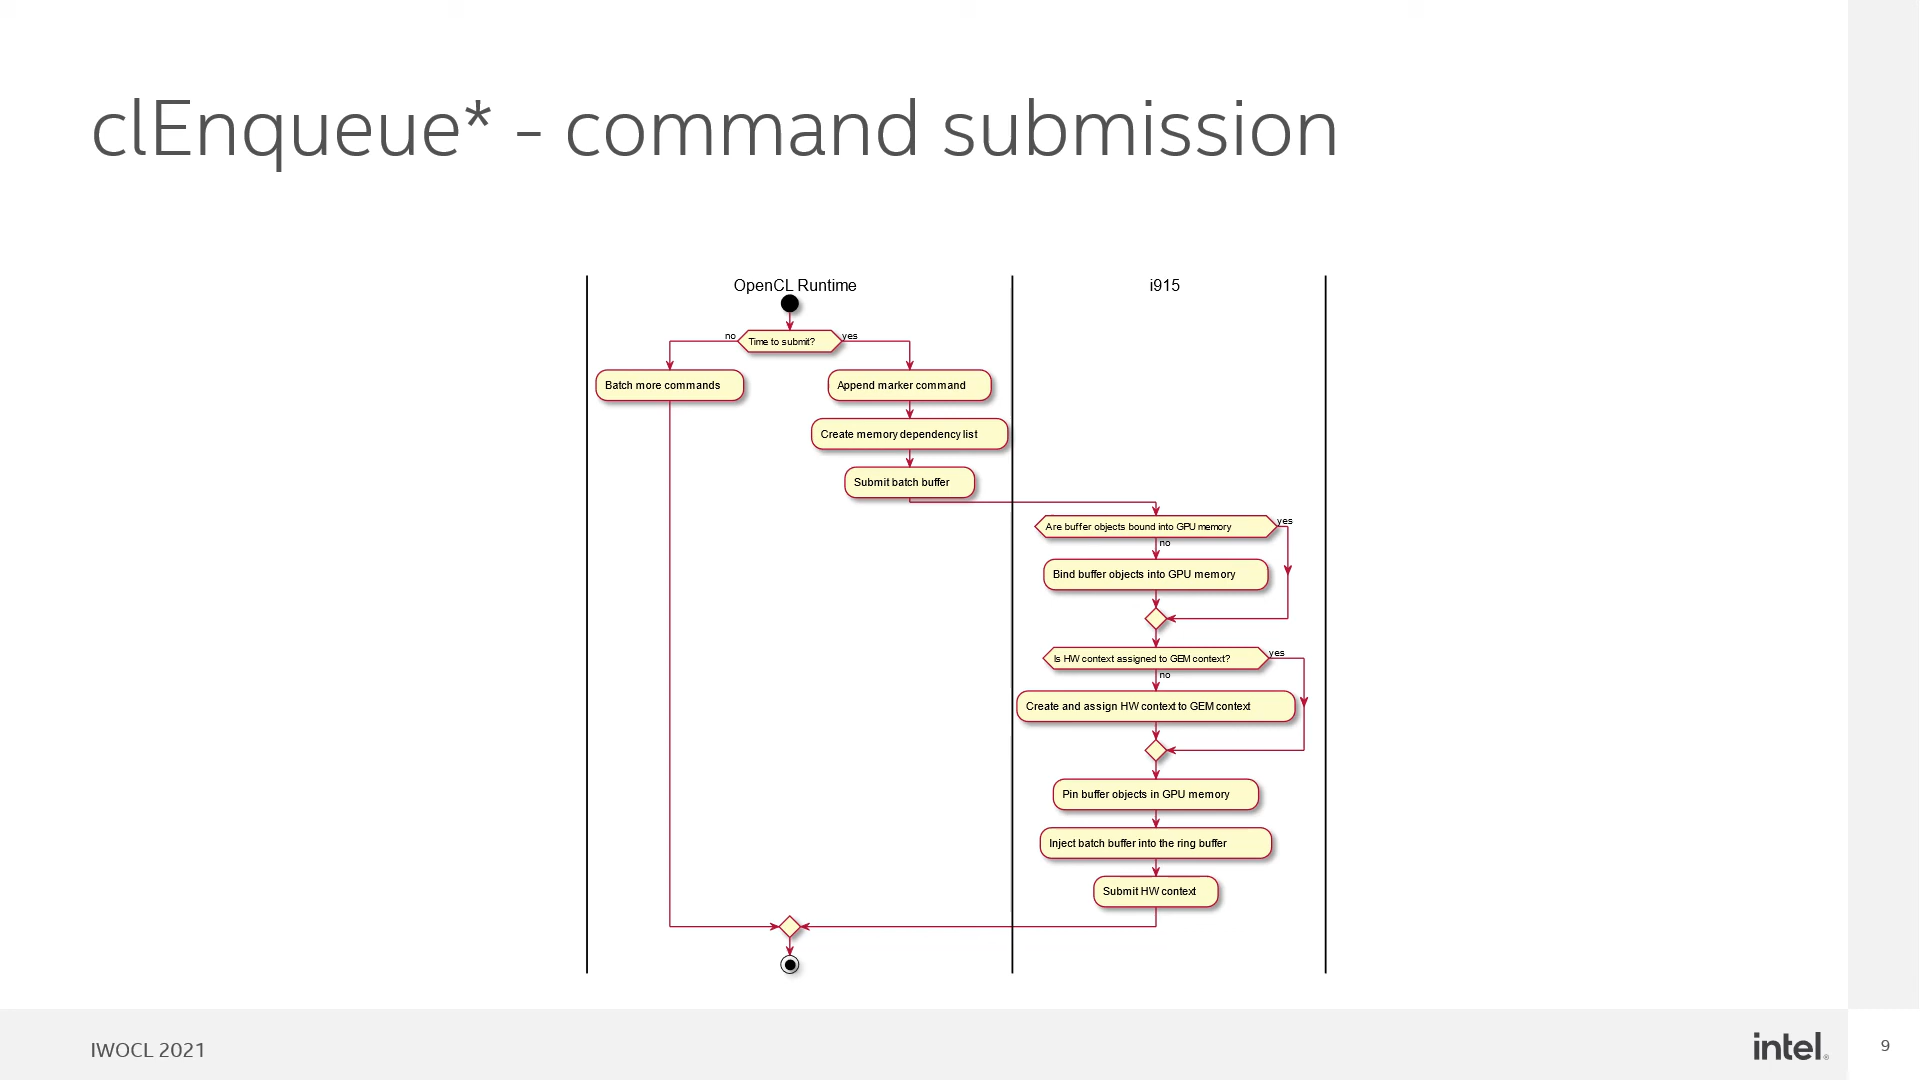 clEnqueue* - command submission
OpenCL Runtime
i915
no
Time to submit?
yes
Batch more commands
Append marker command
Create memory dependency list
Submit batch buffer
Are buffer objects bound into GPU memory
yes
no
Bind buffer objects into GPU memory
Is HW context assigned to GEM context?
yes
no
Create and assign HW context to GEM context
Pin buffer objects in GPU memory
Inject batch buffer into the ring buffer
Submit HW context
IWOCL 2021
intel®
9